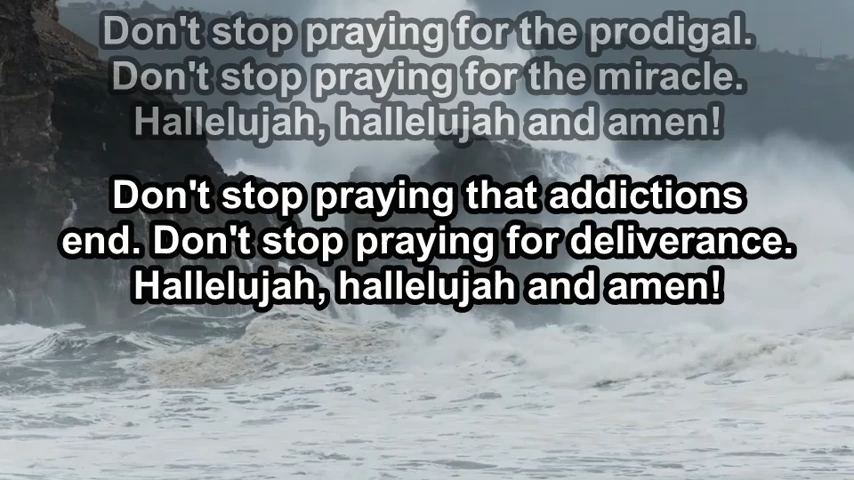 Don't stop praying for the prodigal.
Don't stop praying for the miracle.
Hallelujah, hallelujah and amen!
Don't stop praying that addictions
end. Don't stop praying for deliverance.
Hallelujah, hallelujah and amen!